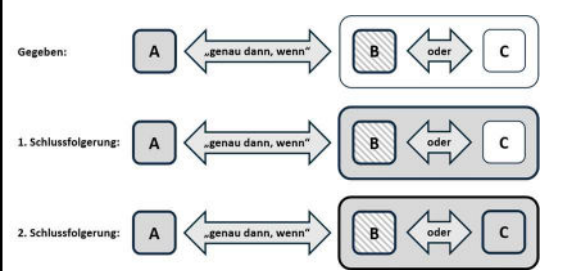 Gegeben: A „genau dann, wenn“ B oder C
1. Schlussfolgerung: A „genau dann, wenn“ B oder C
2. Schlussfolgerung: A „genau dann, wenn“ B oder C